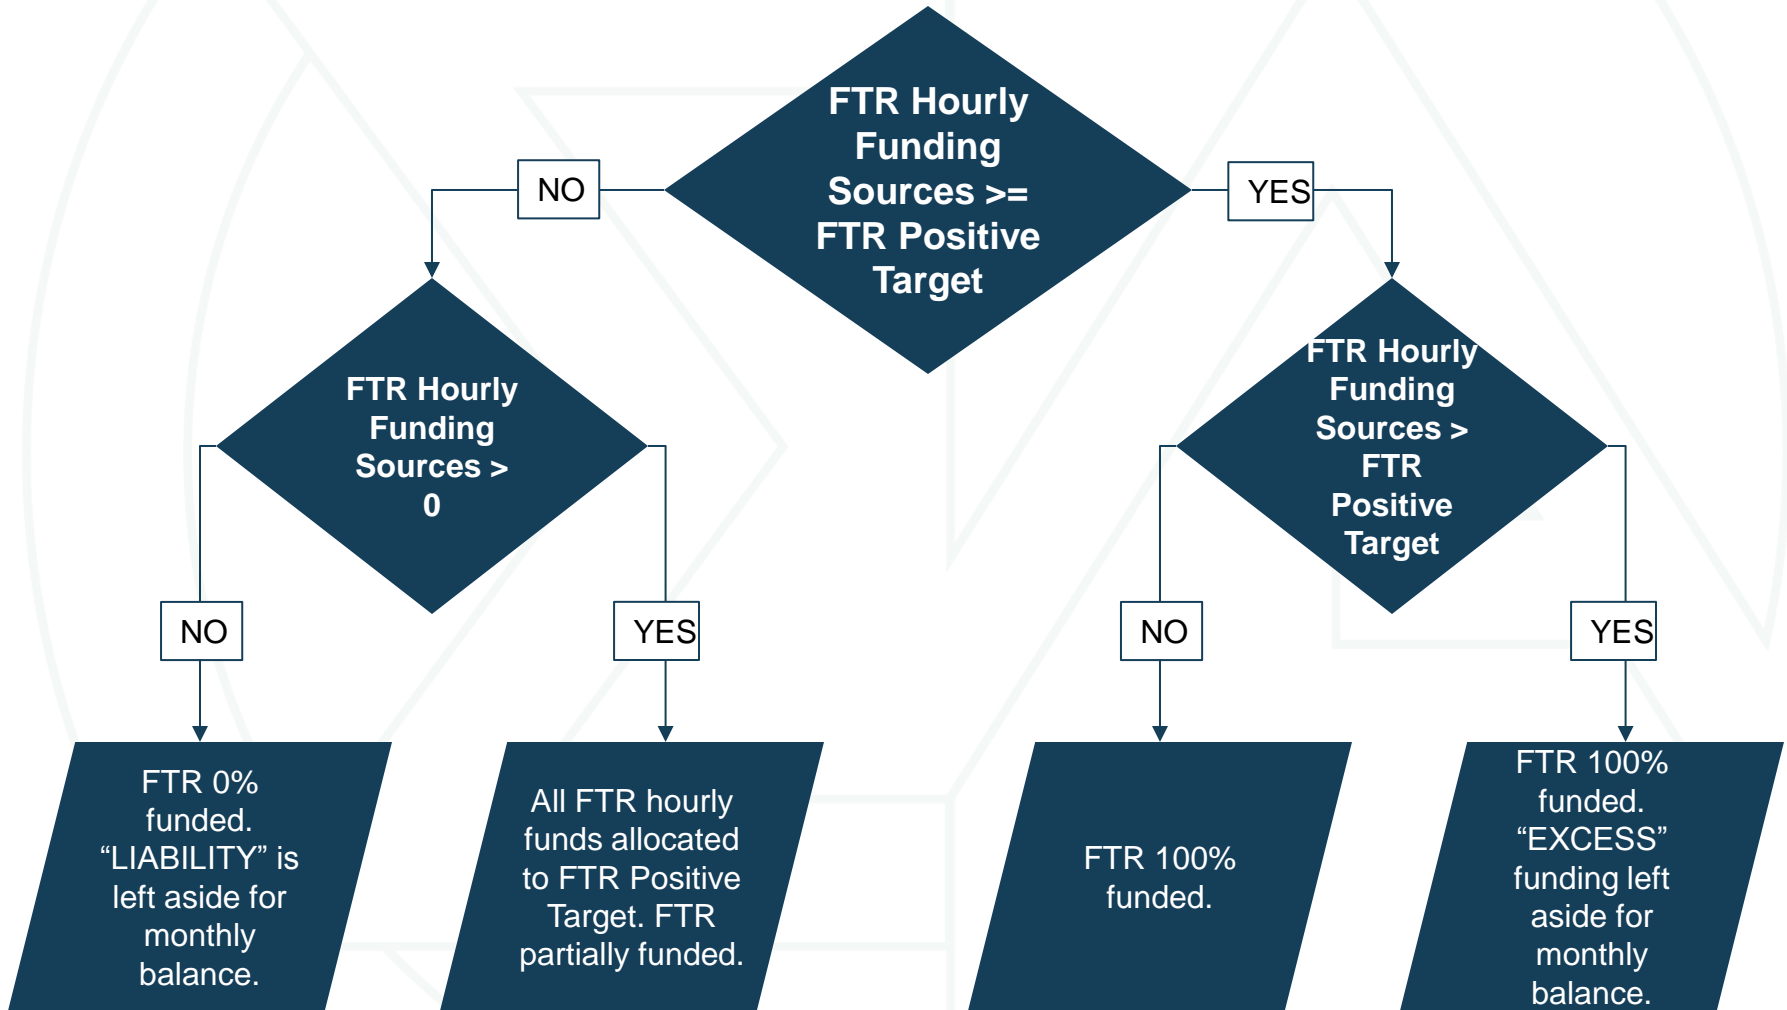 FTR Hourly
Funding
Sources >=
FTR Positive
Target
NO
YES
FTR Hourly
Funding
Sources >
0
FTR Hourly
Funding
Sources >
FTR
Positive
Target
NO
YES
NO
YES
FTR 0%
funded.
“LIABILITY” is
left aside for
monthly
balance.
All FTR hourly
funds allocated
to FTR Positive
Target. FTR
partially funded.
FTR 100%
funded.
FTR 100%
funded.
“EXCESS”
funding left
aside for
monthly
balance.